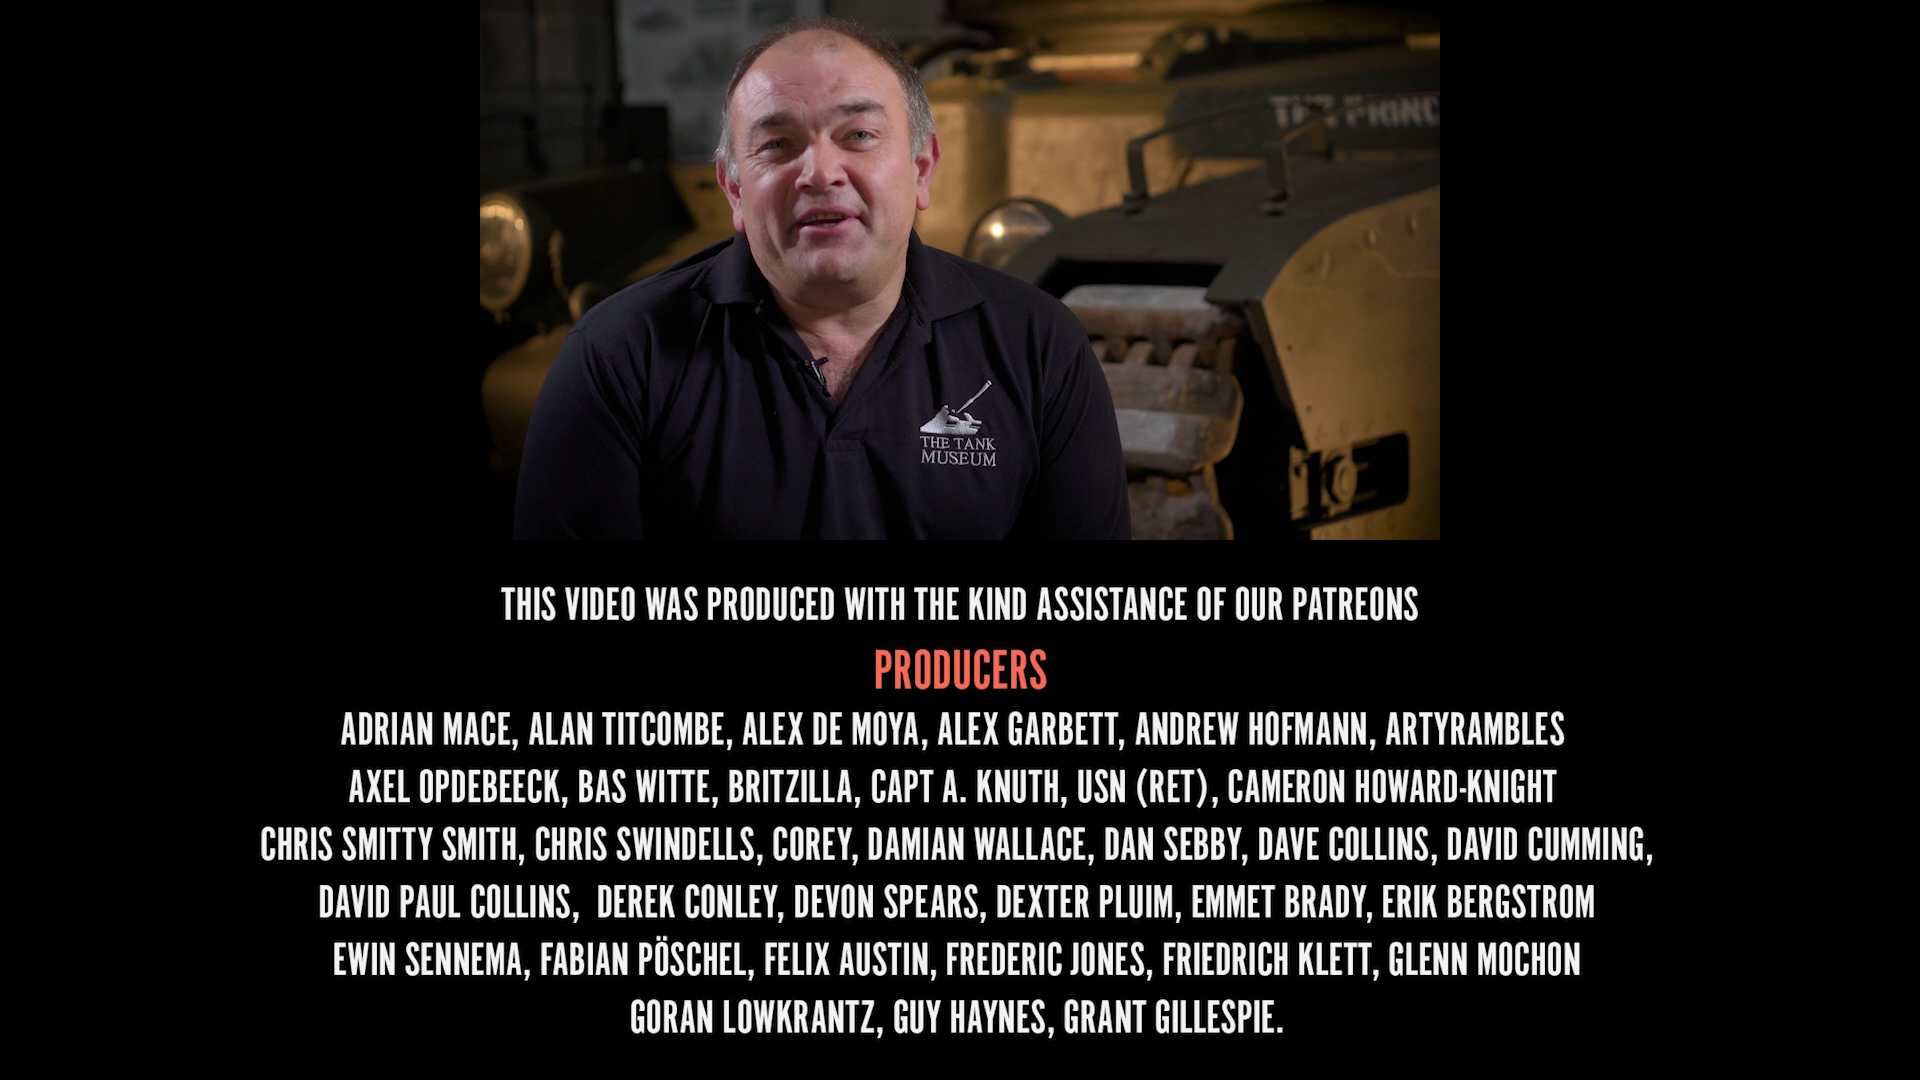 THE PRINC
THE TANK
MUSEUM
THIS VIDEO WAS PRODUCED WITH THE KIND ASSISTANCE OF OUR PATREONS
PRODUCERS
ADRIAN MACE, ALAN TITCOMBE, ALEX DE MOYA, ALEX GARBETT, ANDREW HOFMANN, ARTYRAMBLES
AXEL OPDEBEECK, BAS WITTE, BRITZILLA, CAPT A. KNUTH, USN (RET), CAMERON HOWARD-KNIGHT
CHRIS SMITTY SMITH, CHRIS SWINDELLS, COREY, DAMIAN WALLACE, DAN SEBBY, DAVE COLLINS, DAVID CUMMING,
DAVID PAUL COLLINS,  DEREK CONLEY, DEVON SPEARS, DEXTER PLUIM, EMMET BRADY, ERIK BERGSTROM
EWIN SENNEMA, FABIAN PÖSCHEL, FELIX AUSTIN, FREDERIC JONES, FRIEDRICH KLETT, GLENN MOCHON
GORAN LOWKRANTZ, GUY HAYNES, GRANT GILLESPIE.